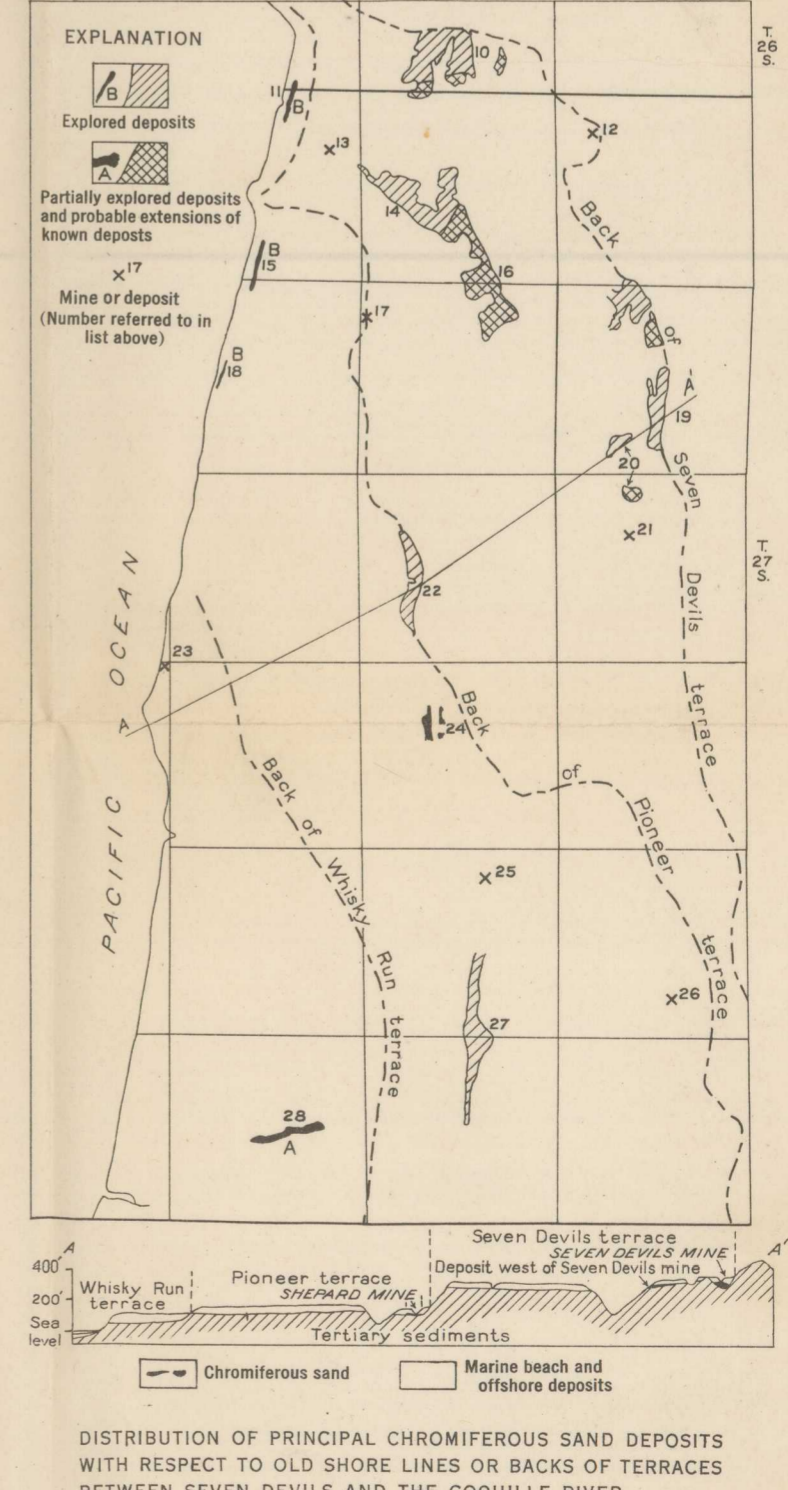 EXPLANATION
B
Explored deposits
A
Partially explored deposits
and probable extensions of
known deposts
×17
Mine or deposit
(Number referred to in
list above)
T.
26
S.
10
11
B
12
13
14
Back
B
15
16
17
of
B
18
A'
19
20
Seven
21
T.
27
S.
22
Devils
PACIFIC OCEAN
23
terrace
A
24
Back
of
Pioneer
terrace
Back
of
Whisky
Run
terrace
25
26
27
28
A
A
A'
400'
200'
Sea
level
Whisky Run
terrace
Pioneer terrace
SHEPARD MINE
Seven Devils terrace
SEVEN DEVILS MINE
Deposit west of Seven Devils mine
Tertiary sediments
Chromiferous sand
Marine beach and
offshore deposits
DISTRIBUTION OF PRINCIPAL CHROMIFEROUS SAND DEPOSITS
WITH RESPECT TO OLD SHORE LINES OR BACKS OF TERRACES
BETWEEN SEVEN DEVILS AND THE COQUILLE RIVER